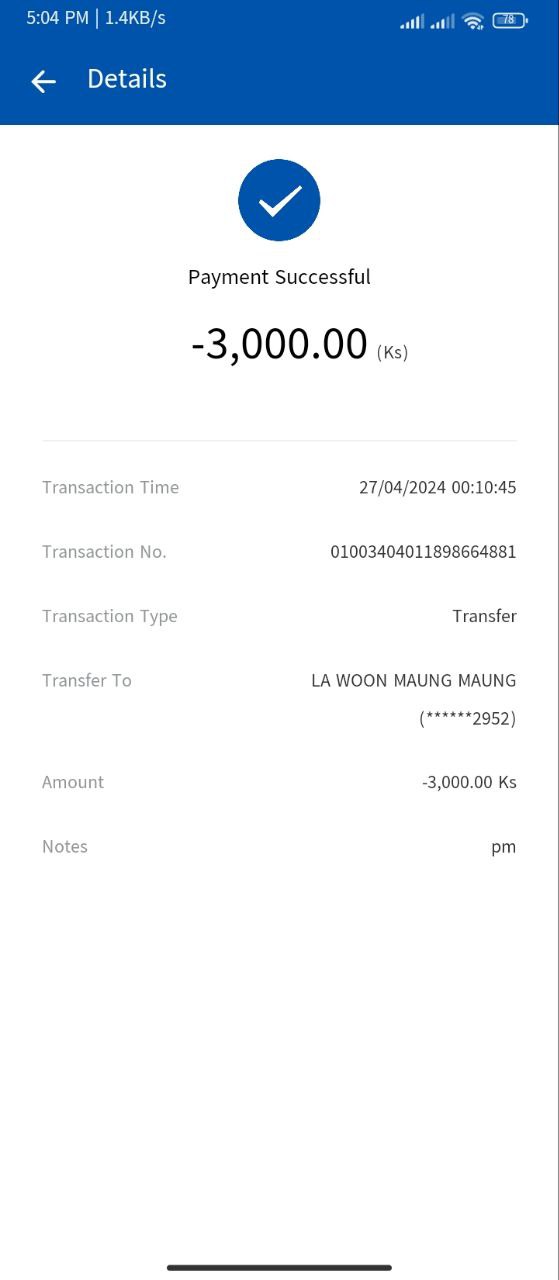 5:04 PM | 1.4KB/s
78
Details
Payment Successful
-3,000.00 (Ks)
Transaction Time 27/04/2024 00:10:45
Transaction No. 01003404011898664881
Transaction Type Transfer
Transfer To LA WOON MAUNG MAUNG
(******2952)
Amount -3,000.00 Ks
Notes pm